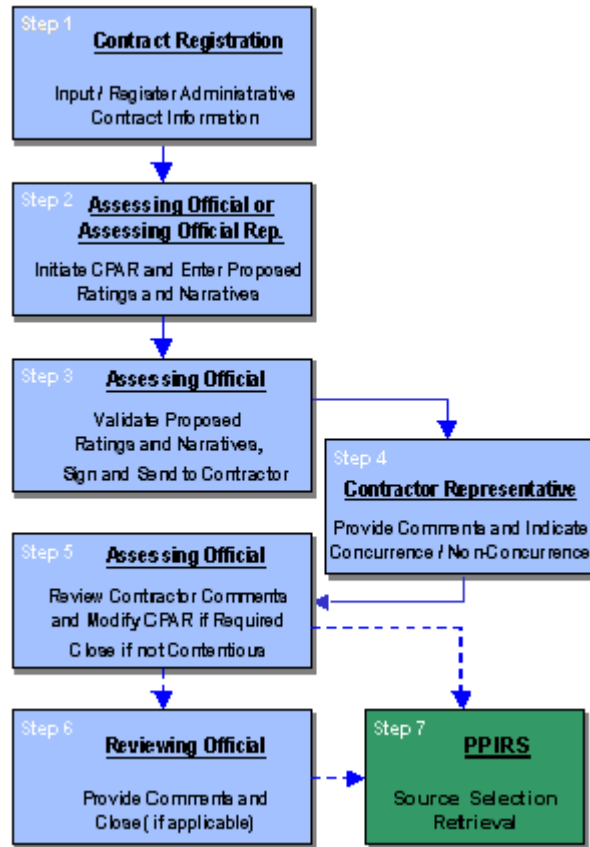 Step 1
Contract Registration
Input / Register Administrative
Contract Information
Step 2
Assessing Official or
Assessing Official Rep.
Initiate CPAR and Enter Proposed
Ratings and Narratives
Step 3
Assessing Official
Validate Proposed
Ratings and Narratives,
Sign and Send to Contractor
Step 4
Contractor Representative
Provide Comments and Indicate
Concurrence / Non-Concurrence
Step 5
Assessing Official
Review Contractor Comments
and Modify CPAR if Required
Close if not Contentious
Step 6
Reviewing Official
Provide Comments and
Close( if applicable)
Step 7
PPIRS
Source Selection
Retrieval